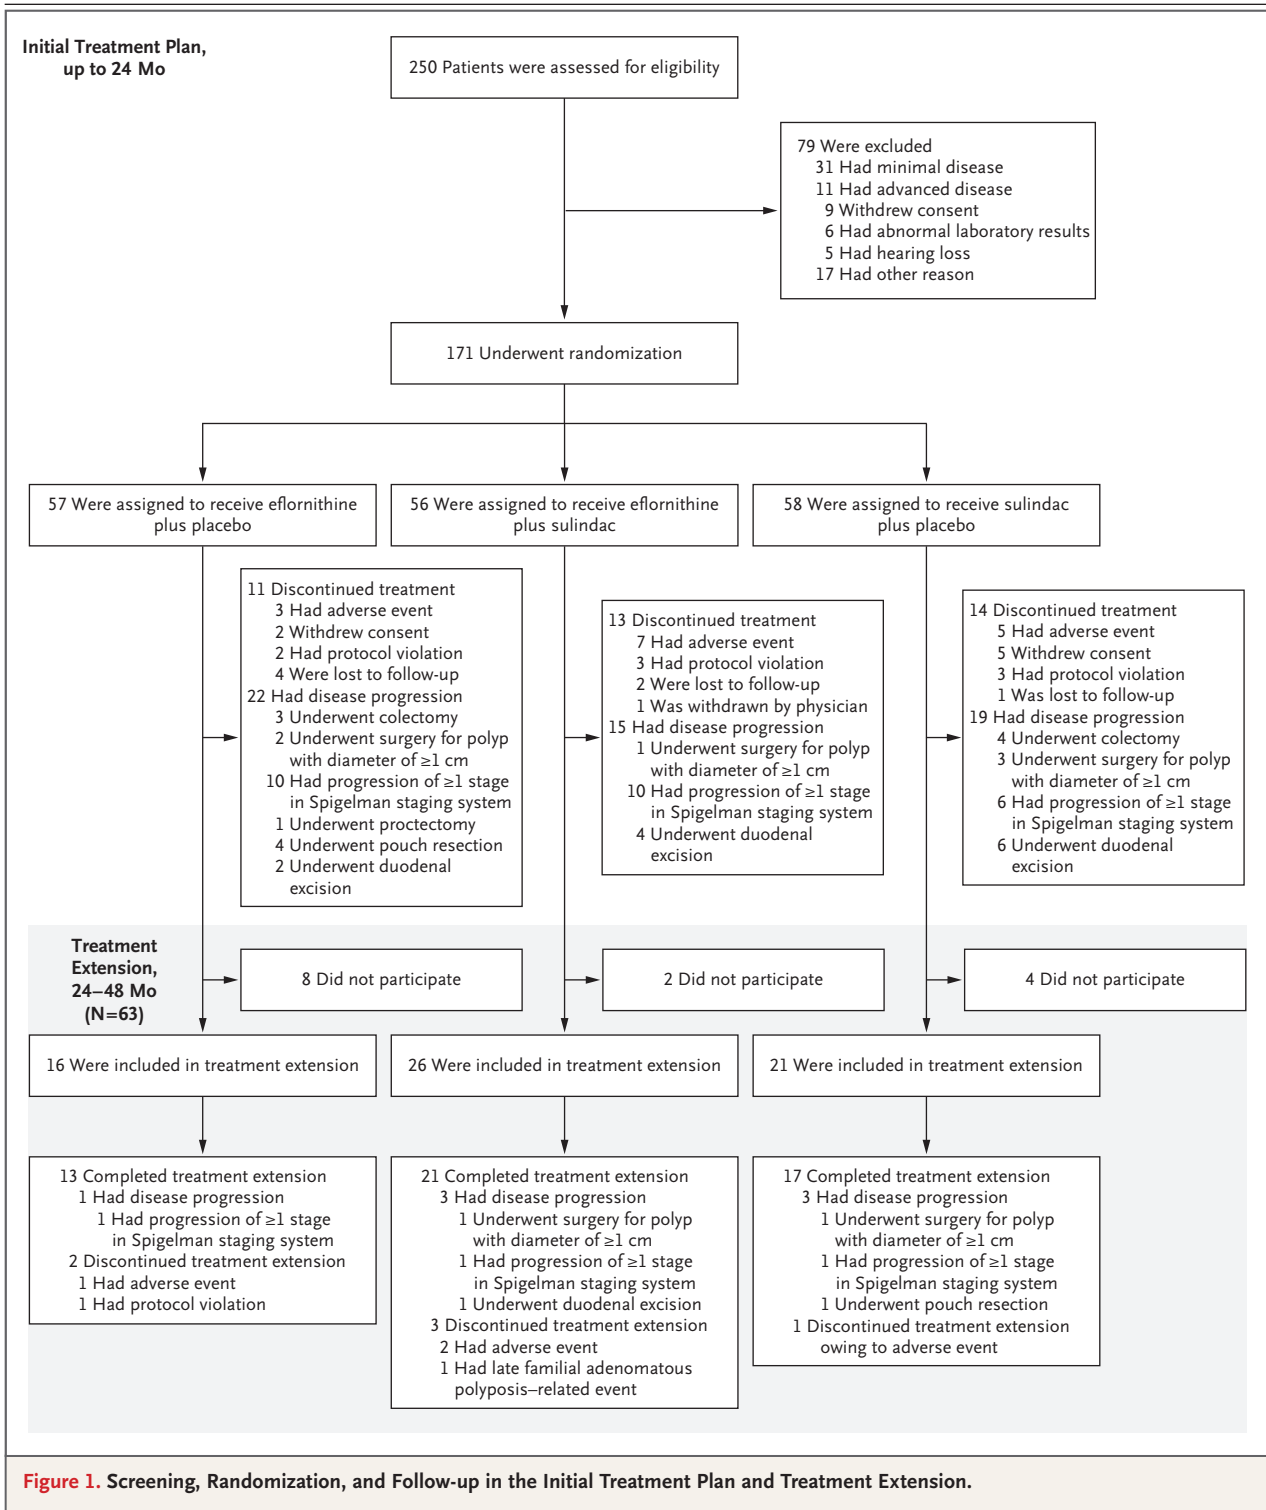 Initial Treatment Plan,
up to 24 Mo
250 Patients were assessed for eligibility
79 Were excluded
31 Had minimal disease
11 Had advanced disease
9 Withdrew consent
6 Had abnormal laboratory results
5 Had hearing loss
17 Had other reason
171 Underwent randomization
57 Were assigned to receive eflornithine
plus placebo
56 Were assigned to receive eflornithine
plus sulindac
58 Were assigned to receive sulindac
plus placebo
11 Discontinued treatment
3 Had adverse event
2 Withdrew consent
2 Had protocol violation
4 Were lost to follow-up
22 Had disease progression
3 Underwent colectomy
2 Underwent surgery for polyp
with diameter of ≥1 cm
10 Had progression of ≥1 stage
in Spigelman staging system
1 Underwent proctectomy
4 Underwent pouch resection
2 Underwent duodenal
excision
13 Discontinued treatment
7 Had adverse event
3 Had protocol violation
2 Were lost to follow-up
1 Was withdrawn by physician
15 Had disease progression
1 Underwent surgery for polyp
with diameter of ≥1 cm
10 Had progression of ≥1 stage
in Spigelman staging system
4 Underwent duodenal
excision
14 Discontinued treatment
5 Had adverse event
5 Withdrew consent
3 Had protocol violation
1 Was lost to follow-up
19 Had disease progression
4 Underwent colectomy
3 Underwent surgery for polyp
with diameter of ≥1 cm
6 Had progression of ≥1 stage
in Spigelman staging system
6 Underwent duodenal
excision
Treatment
Extension,
24–48 Mo
(N=63)
8 Did not participate
2 Did not participate
4 Did not participate
16 Were included in treatment extension
26 Were included in treatment extension
21 Were included in treatment extension
13 Completed treatment extension
1 Had disease progression
1 Had progression of ≥1 stage
in Spigelman staging system
2 Discontinued treatment extension
1 Had adverse event
1 Had protocol violation
21 Completed treatment extension
3 Had disease progression
1 Underwent surgery for polyp
with diameter of ≥1 cm
1 Had progression of ≥1 stage
in Spigelman staging system
1 Underwent duodenal excision
3 Discontinued treatment extension
2 Had adverse event
1 Had late familial adenomatous
polyposis–related event
17 Completed treatment extension
3 Had disease progression
1 Underwent surgery for polyp
with diameter of ≥1 cm
1 Had progression of ≥1 stage
in Spigelman staging system
1 Underwent pouch resection
1 Discontinued treatment extension
owing to adverse event
Figure 1. Screening, Randomization, and Follow-up in the Initial Treatment Plan and Treatment Extension.